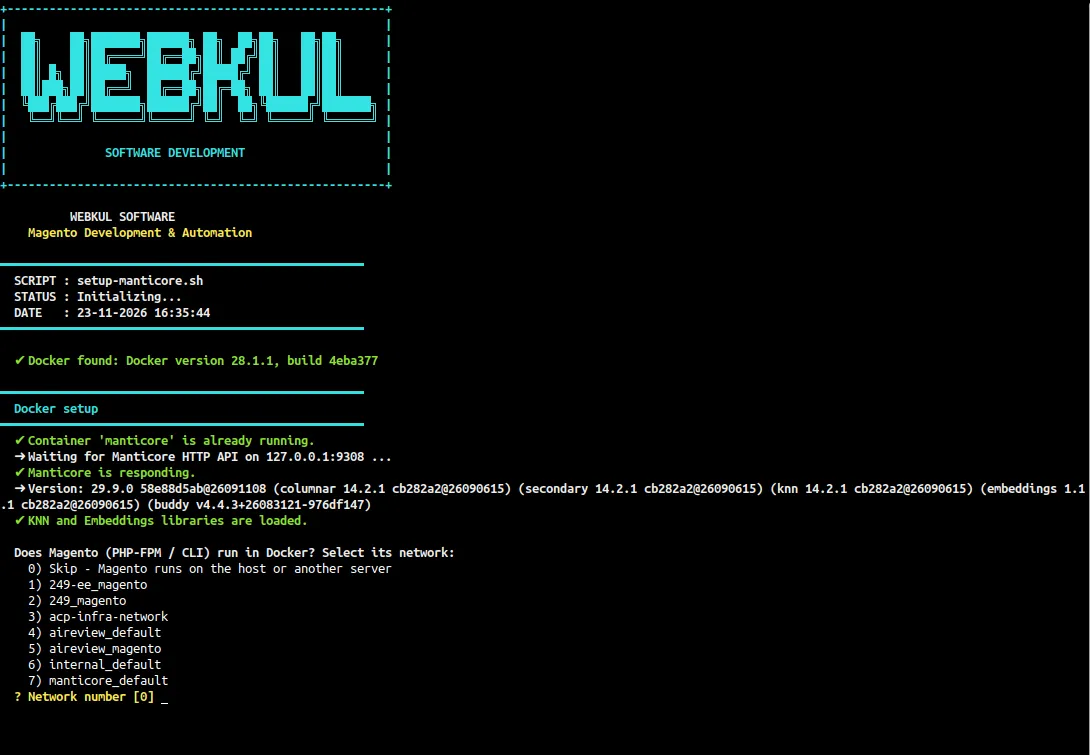 WEBKUL
SOFTWARE DEVELOPMENT
WEBKUL SOFTWARE
Magento Development & Automation
SCRIPT : setup-manticore.sh
STATUS : Initializing...
DATE   : 23-11-2026 16:35:44
✔ Docker found: Docker version 28.1.1, build 4eba377
Docker setup
✔ Container 'manticore' is already running.
➜ Waiting for Manticore HTTP API on 127.0.0.1:9308 ...
✔ Manticore is responding.
➜ Version: 29.9.0 58e88d5ab@26091108 (columnar 14.2.1 cb282a2@26090615) (secondary 14.2.1 cb282a2@26090615) (knn 14.2.1 cb282a2@26090615) (embeddings 1.1
.1 cb282a2@26090615) (buddy v4.4.3+26083121-976df147)
✔ KNN and Embeddings libraries are loaded.
Does Magento (PHP-FPM / CLI) run in Docker? Select its network:
0) Skip - Magento runs on the host or another server
1) 249-ee_magento
2) 249_magento
3) acp-infra-network
4) aireview_default
5) aireview_magento
6) internal_default
7) manticore_default
? Network number [0] _